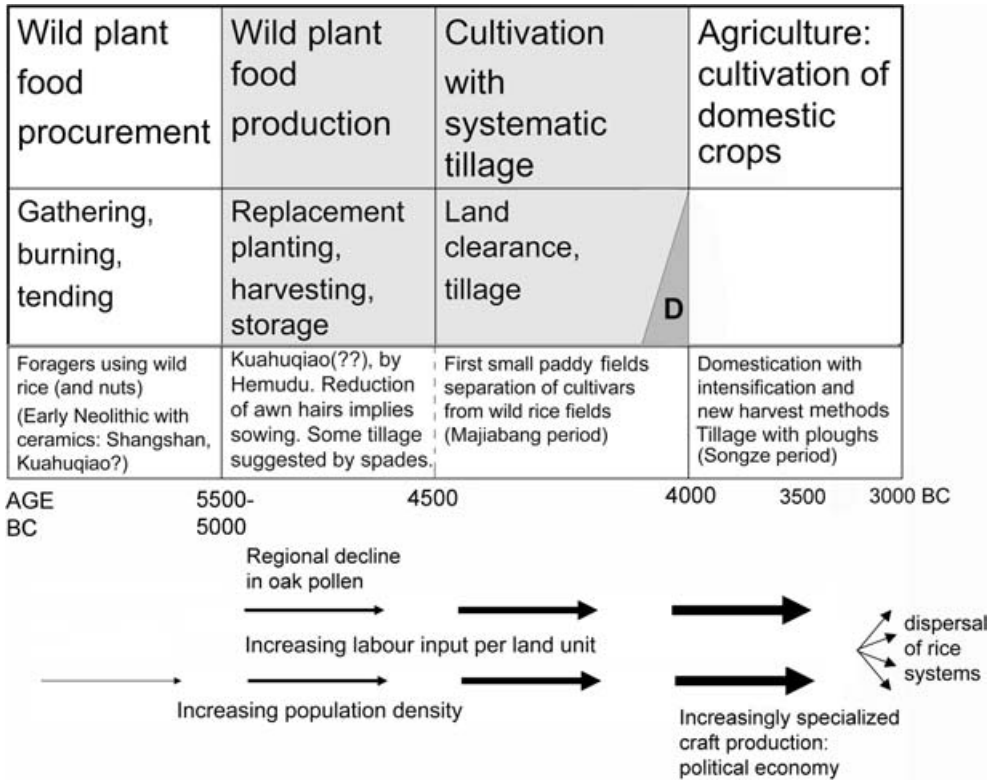 Wild plant
food
procurement
Wild plant
food
production
Cultivation
with
systematic
tillage
Agriculture:
cultivation of
domestic
crops
Gathering,
burning,
tending
Replacement
planting,
harvesting,
storage
Land
clearance,
tillage
D
Foragers using wild
rice (and nuts)
(Early Neolithic with
ceramics: Shangshan,
Kuahuqiao?)
Kuahuqiao(??), by
Hemudu. Reduction
of awn hairs implies
sowing. Some tillage
suggested by spades.
First small paddy fields
separation of cultivars
from wild rice fields
(Majiabang period)
Domestication with
intensification and
new harvest methods
Tillage with ploughs
(Songze period)
AGE
BC
5500-
5000
4500
4000
3500
3000 BC
Regional decline
in oak pollen
Increasing labour input per land unit
dispersal
of rice
systems
Increasing population density
Increasingly specialized
craft production:
political economy